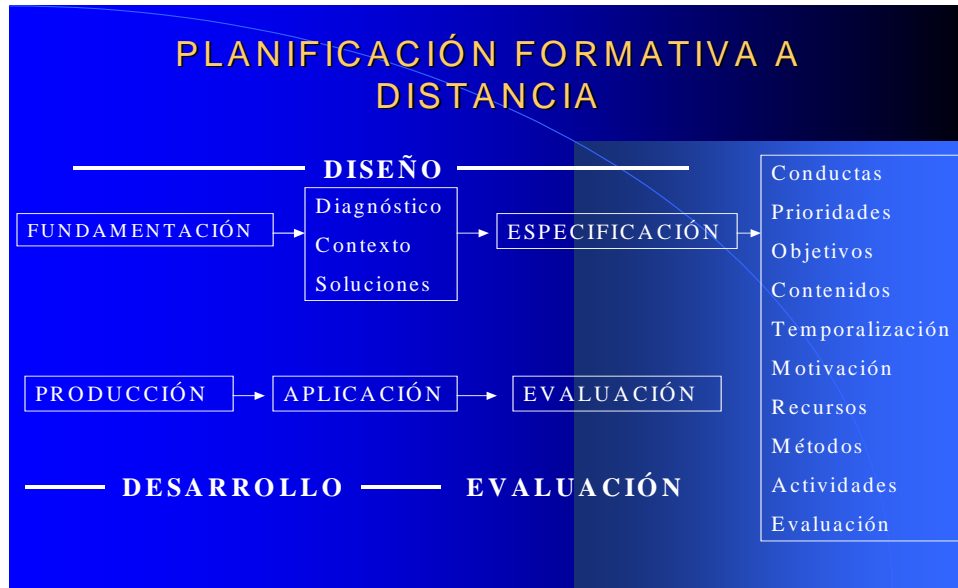 PLANIFICACIÓN FORMATIVA A
DISTANCIA
DISEÑO
FUNDAMENTACIÓN
Diagnóstico
Contexto
Soluciones
ESPECIFICACIÓN
Conductas
Prioridades
Objetivos
Contenidos
Temporalización
Motivación
Recursos
Métodos
Actividades
Evaluación
PRODUCCIÓN
APLICACIÓN
EVALUACIÓN
DESARROLLO
EVALUACIÓN